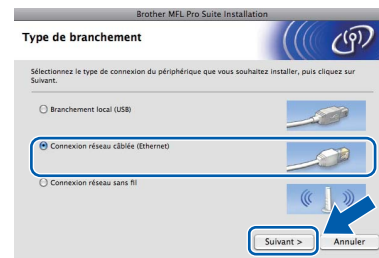 Brother MFL Pro Suite Installation
Type de branchement
Sélectionnez le type de connexion du périphérique que vous souhaitez installer, puis cliquez sur
Suivant.
Branchement local (USB)
Connexion réseau câblée (Ethernet)
Connexion réseau sans fil
Suivant >
Annuler